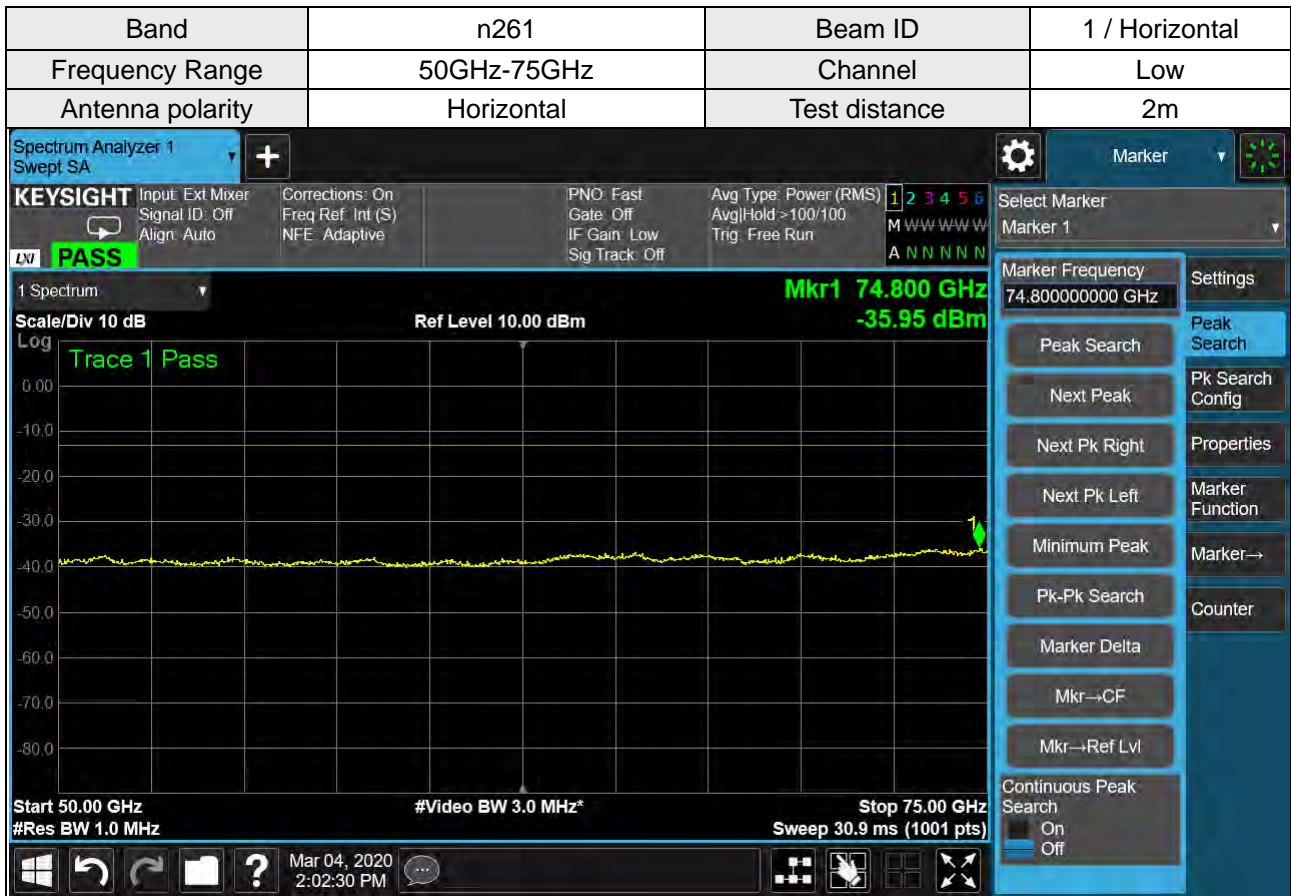 Band n261 Beam ID 1 / Horizontal
Frequency Range 50GHz-75GHz Channel Low
Antenna polarity Horizontal Test distance 2m
Spectrum Analyzer 1
Swept SA
+
Marker
KEYSIGHT
LXI
PASS
Input: Ext Mixer
Signal ID: Off
Align: Auto
Corrections: On
Freq Ref: Int (S)
NFE: Adaptive
PNO: Fast
Gate: Off
IF Gain: Low
Sig Track: Off
Avg Type: Power (RMS)
Avg|Hold >100/100
Trig: Free Run
1 2 3 4 5 6
M W W W W W
A N N N N N
Select Marker
Marker 1
1 Spectrum
Mkr1 74.800 GHz
-35.95 dBm
Scale/Div 10 dB
Ref Level 10.00 dBm
Log
Trace 1 Pass
0.00
-10.0
-20.0
-30.0
-40.0
-50.0
-60.0
-70.0
-80.0
1
Start 50.00 GHz
#Video BW 3.0 MHz*
Stop 75.00 GHz
#Res BW 1.0 MHz
Sweep 30.9 ms (1001 pts)
Marker Frequency
74.800000000 GHz
Peak Search
Next Peak
Next Pk Right
Next Pk Left
Minimum Peak
Pk-Pk Search
Marker Delta
Mkr→CF
Mkr→Ref Lvl
Continuous Peak
Search
On
Off
Settings
Peak
Search
Pk Search
Config
Properties
Marker
Function
Marker→
Counter
?
Mar 04, 2020
2:02:30 PM